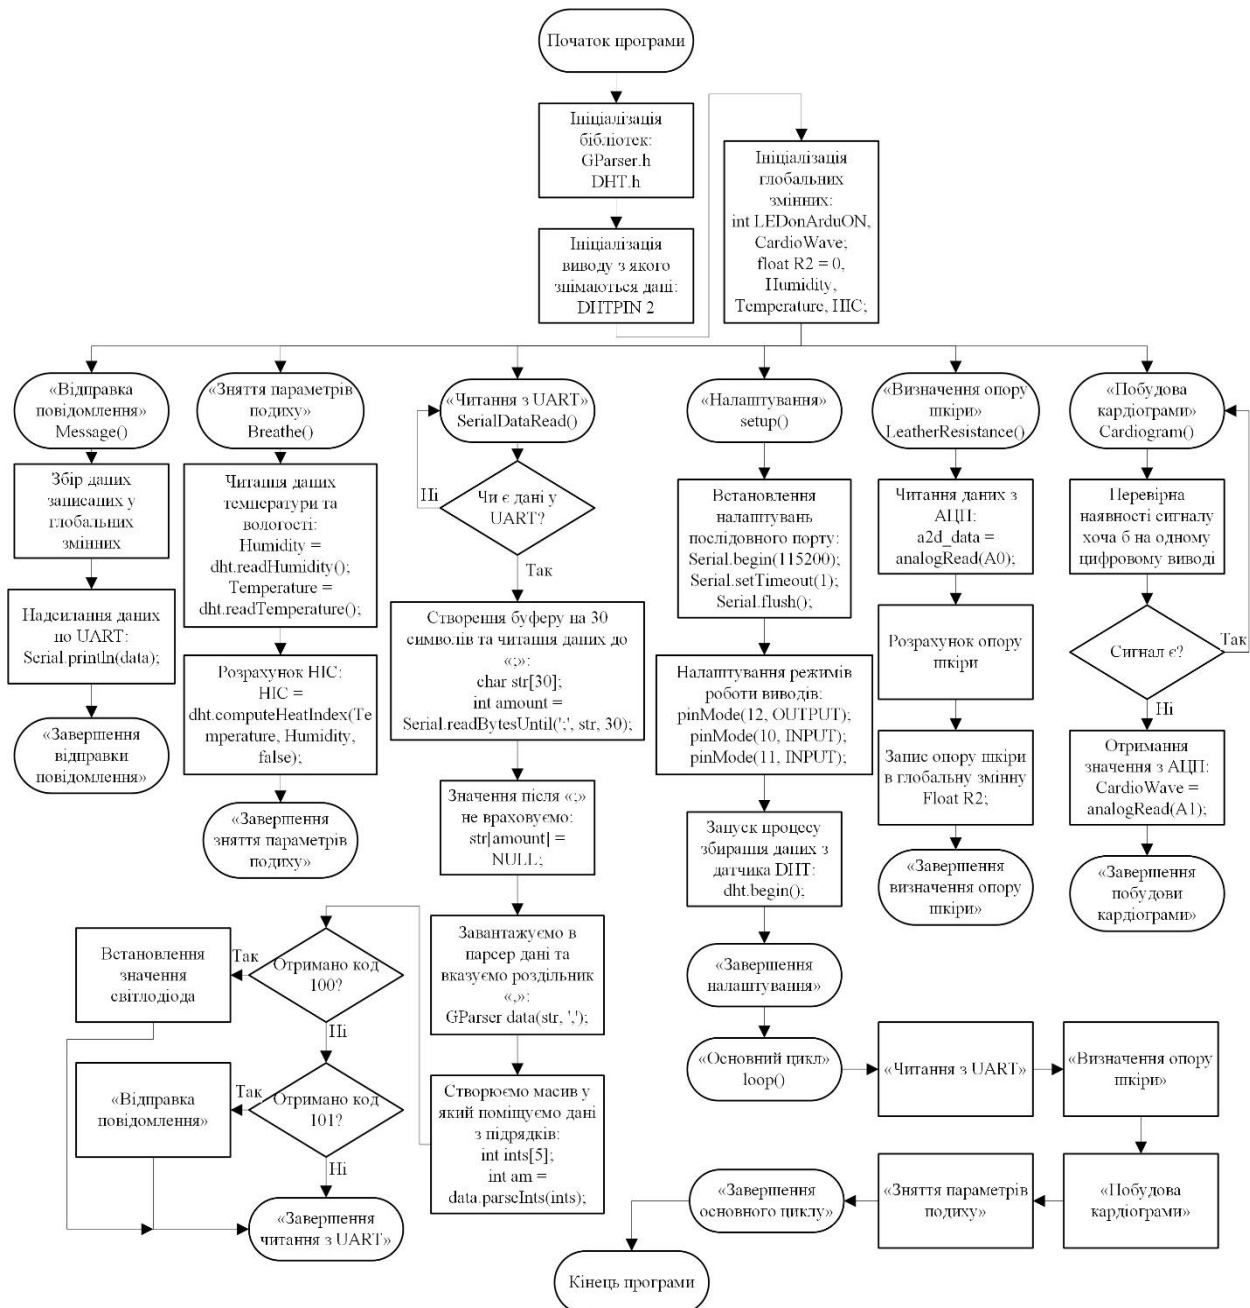 Початок програми
Ініціалізація
бібліотек:
GParser.h
DHT.h
Ініціалізація
виводу з якого
знімаються дані:
DHTPIN 2
Ініціалізація
глобальних
змінних:
int LEDonArduON,
CardioWave;
float R2 = 0,
Humidity,
Temperature, HIC;
«Відправка
повідомлення»
Message()
Збір даних
записаних у
глобальних
змінних
Надсилання даних
по UART:
Serial.println(data);
«Завершення
відправки
повідомлення»
«Зняття параметрів
подиху»
Breathe()
Читання даних
температури та
вологості:
Humidity =
dht.readHumidity();
Temperature =
dht.readTemperature();
Розрахунок HIC:
HIC =
dht.computeHeatIndex(Te
mperature, Humidity,
false);
«Завершення
зняття параметрів
подиху»
«Читання з UART»
SerialDataRead()
Чи є дані у
UART?
Ні
Так
Створення буферу на 30
символів та читання даних до
«;»:
char str[30];
int amount =
Serial.readBytesUntil(';', str, 30);
Значення після «;»
не враховуємо:
str[amount] =
NULL;
Завантажуємо в
парсер дані та
вказуємо роздільник
«,»:
GParser data(str, ',');
Створюємо масив у
який поміщуємо дані
з підрядків:
int ints[5];
int am =
data.parseInts(ints);
Отримано код
100?
Так
Встановлення
значення
світлодіода
Ні
Отримано код
101?
Так
«Відправка
повідомлення»
Ні
«Завершення
читання з UART»
«Налаштування»
setup()
Встановлення
налаштувань
послідовного порту:
Serial.begin(115200);
Serial.setTimeout(1);
Serial.flush();
Налаштування режимів
роботи виводів:
pinMode(12, OUTPUT);
pinMode(10, INPUT);
pinMode(11, INPUT);
Запуск процесу
збирання даних з
датчика DHT:
dht.begin();
«Завершення
налаштування»
«Визначення опору
шкіри»
LeatherResistance()
Читання даних з
АЦП:
a2d_data =
analogRead(A0);
Розрахунок опору
шкіри
Запис опору шкіри
в глобальну змінну
Float R2;
«Завершення
визначення опору
шкіри»
«Побудова
кардіограми»
Cardiogram()
Перевірна
наявності сигналу
хоча б на одному
цифровому виводі
Сигнал є?
Так
Ні
Отримання
значення з АЦП:
CardioWave =
analogRead(A1);
«Завершення
побудови
кардіограми»
«Основний цикл»
loop()
«Читання з UART»
«Визначення опору
шкіри»
«Побудова
кардіограми»
«Зняття параметрів
подиху»
«Завершення
основного циклу»
Кінець програми